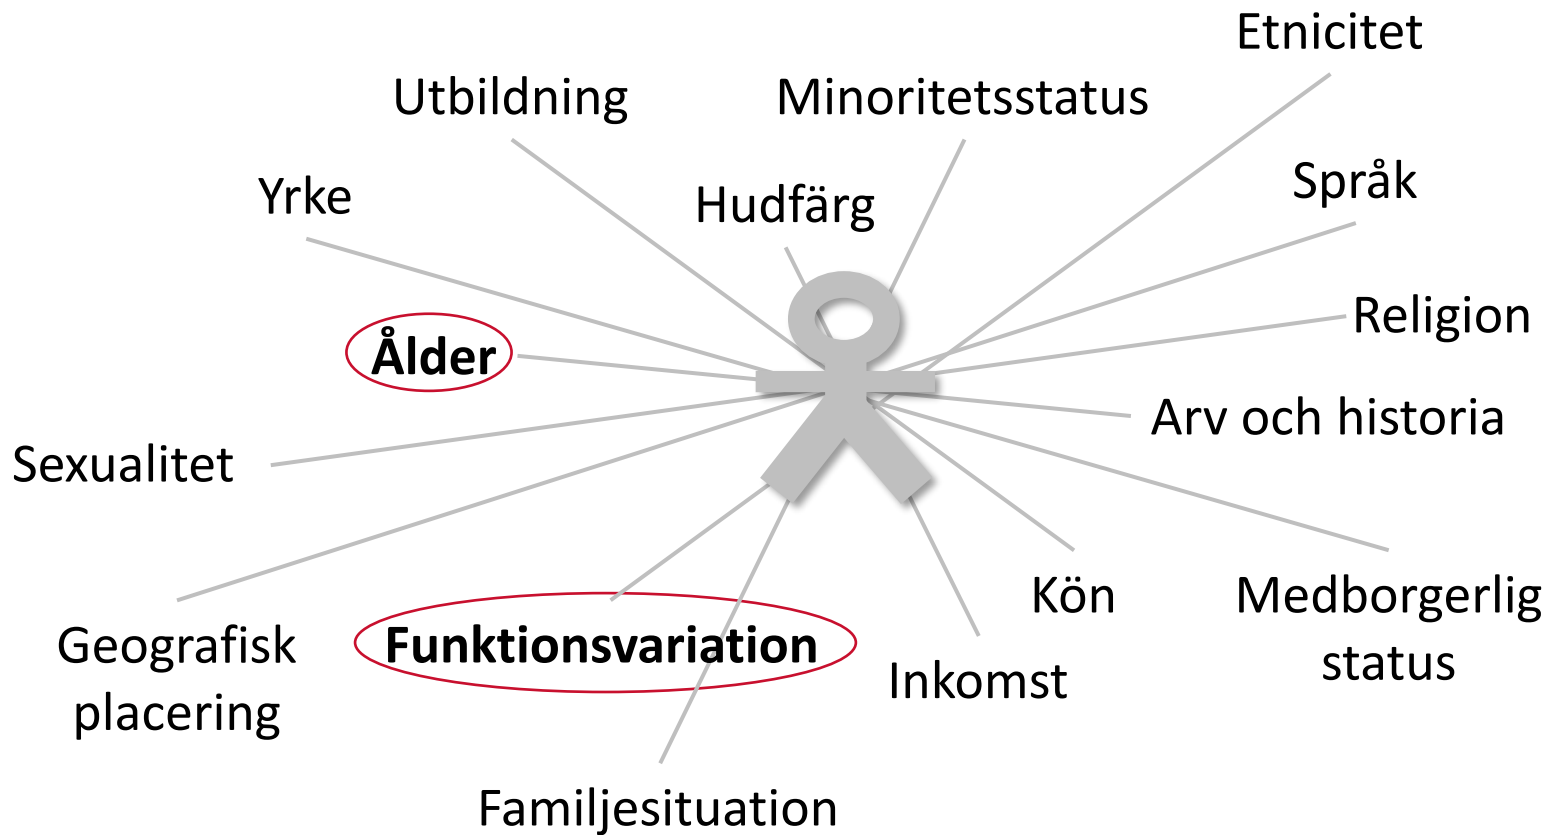 Etnicitet
Utbildning
Minoritetsstatus
Språk
Yrke
Hudfärg
Religion
Ålder
Arv och historia
Sexualitet
Kön
Medborgerlig
status
Geografisk
placering
Funktionsvariation
Inkomst
Familjesituation